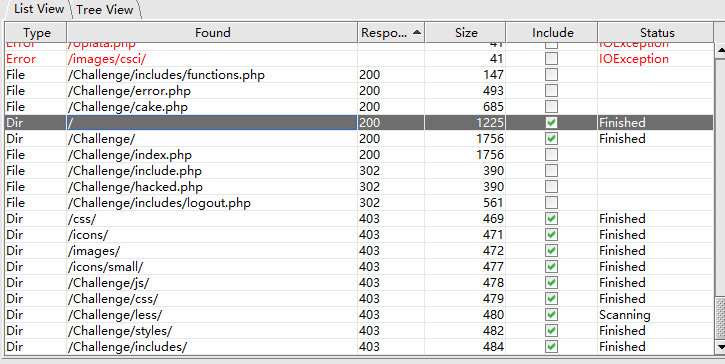 List View Tree View
Type Found Respo... Size Include Status
Error /oplata.php 41 IOException
Error /images/csci/ 41 IOException
File /Challenge/includes/functions.php 200 147
File /Challenge/error.php 200 493
File /Challenge/cake.php 200 685
Dir / 200 1225 Finished
Dir /Challenge/ 200 1756 Finished
File /Challenge/index.php 200 1756
File /Challenge/include.php 302 390
File /Challenge/hacked.php 302 390
File /Challenge/includes/logout.php 302 561
Dir /css/ 403 469 Finished
Dir /icons/ 403 471 Finished
Dir /images/ 403 472 Finished
Dir /icons/small/ 403 477 Finished
Dir /Challenge/js/ 403 478 Finished
Dir /Challenge/css/ 403 479 Finished
Dir /Challenge/less/ 403 480 Scanning
Dir /Challenge/styles/ 403 482 Finished
Dir /Challenge/includes/ 403 484 Finished